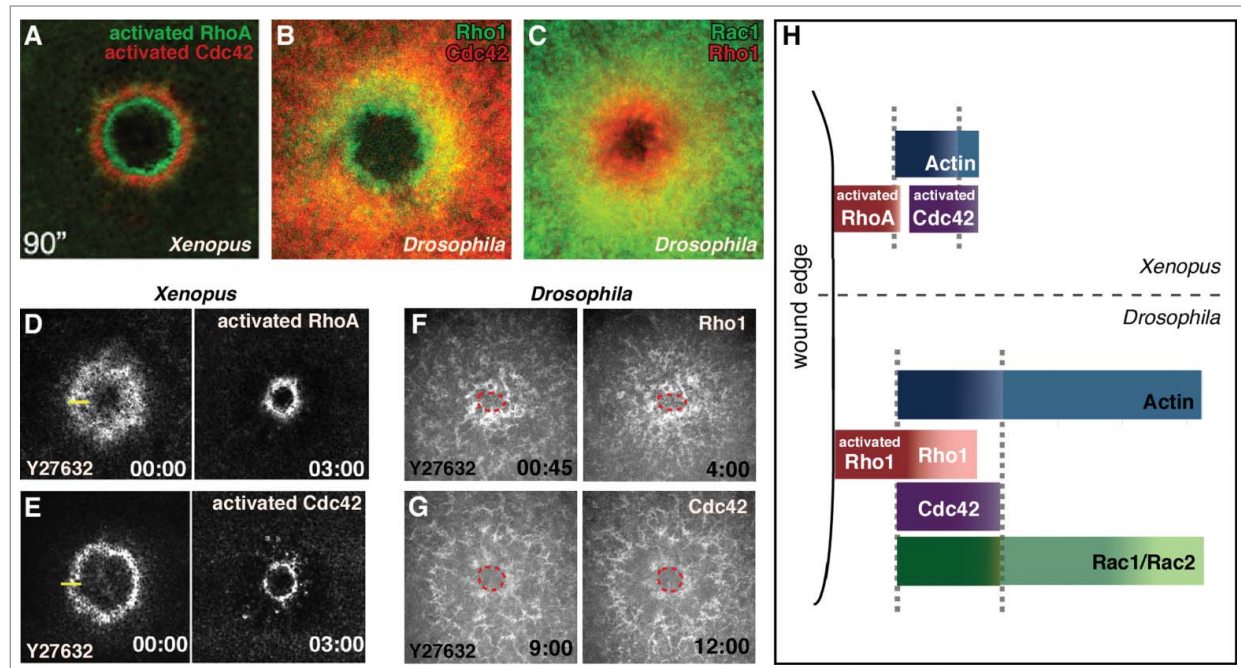 A
activated RhoA
activated Cdc42
90”
Xenopus
B
Rho1
Cdc42
Drosophila
C
Rac1
Rho1
Drosophila
Xenopus
D
activated RhoA
Y27632
00:00
03:00
E
activated Cdc42
Y27632
00:00
03:00
Drosophila
F
Rho1
Y27632
00:45
4:00
G
Cdc42
Y27632
9:00
12:00
H
wound edge
Actin
activated
RhoA
activated
Cdc42
Xenopus
Drosophila
Actin
activated
Rho1
Rho1
Cdc42
Rac1/Rac2